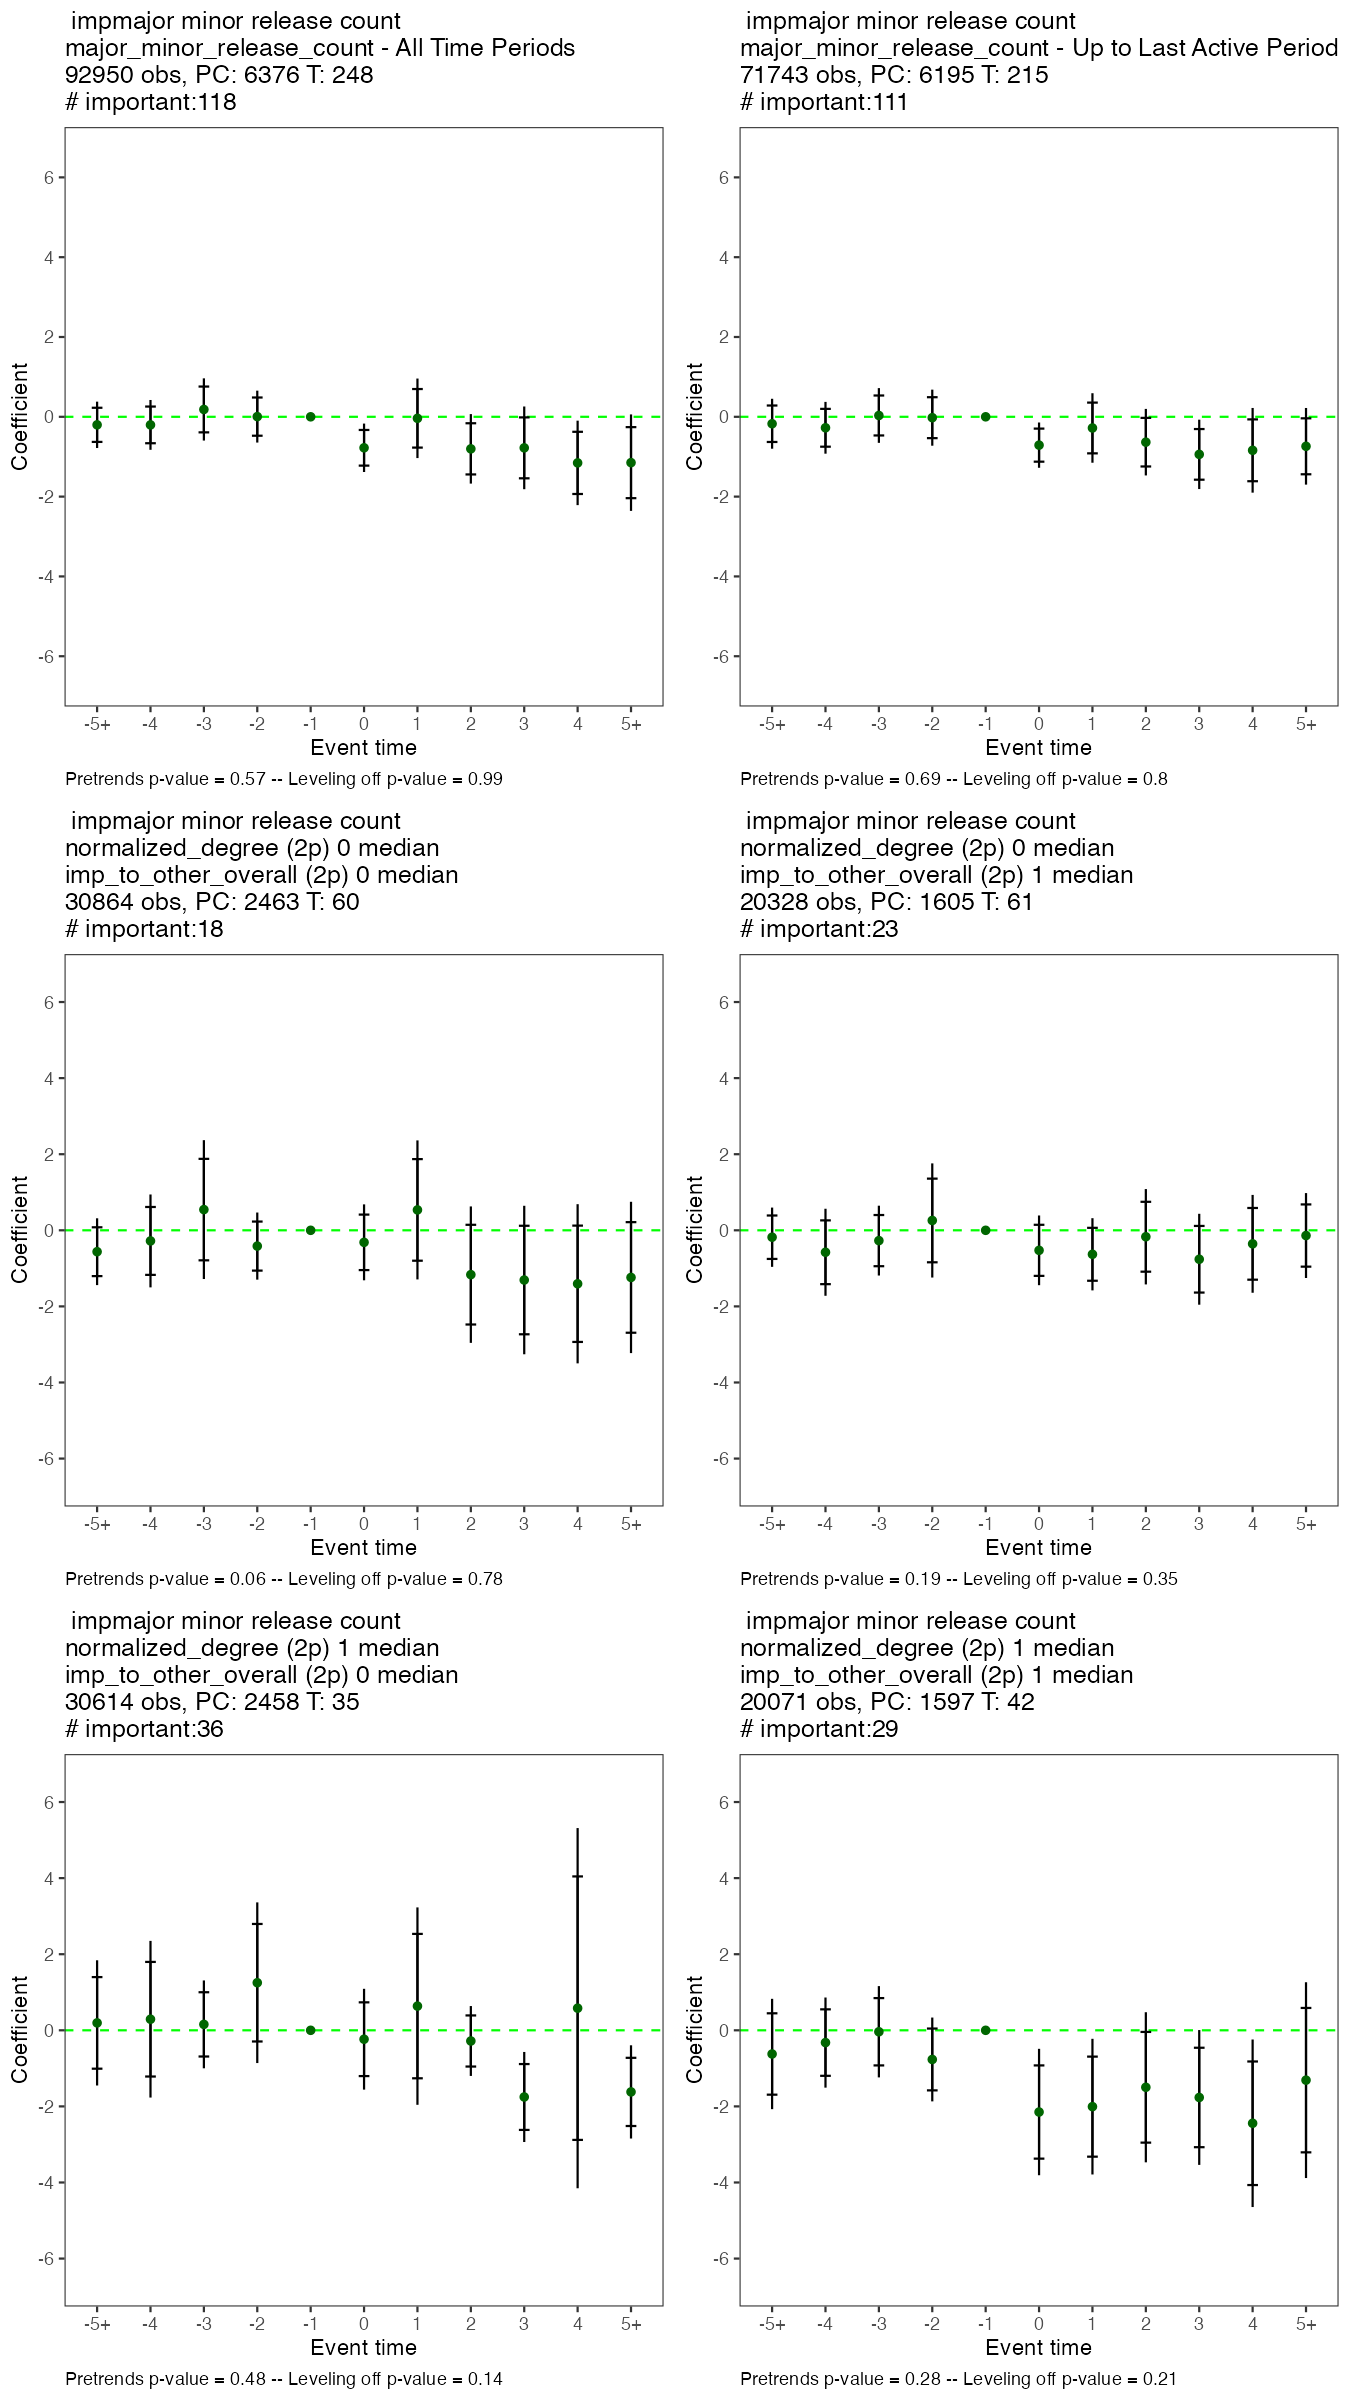 impmajor minor release count
major_minor_release_count - All Time Periods
92950 obs, PC: 6376 T: 248
# important:118
6
4
2
0
-2
-4
-6
Coefficient
-5+ -4 -3 -2 -1 0 1 2 3 4 5+
Event time
Pretrends p-value = 0.57 -- Leveling off p-value = 0.99
impmajor minor release count
major_minor_release_count - Up to Last Active Period
71743 obs, PC: 6195 T: 215
# important:111
6
4
2
0
-2
-4
-6
Coefficient
-5+ -4 -3 -2 -1 0 1 2 3 4 5+
Event time
Pretrends p-value = 0.69 -- Leveling off p-value = 0.8
impmajor minor release count
normalized_degree (2p) 0 median
imp_to_other_overall (2p) 0 median
30864 obs, PC: 2463 T: 60
# important:18
6
4
2
0
-2
-4
-6
Coefficient
-5+ -4 -3 -2 -1 0 1 2 3 4 5+
Event time
Pretrends p-value = 0.06 -- Leveling off p-value = 0.78
impmajor minor release count
normalized_degree (2p) 0 median
imp_to_other_overall (2p) 1 median
20328 obs, PC: 1605 T: 61
# important:23
6
4
2
0
-2
-4
-6
Coefficient
-5+ -4 -3 -2 -1 0 1 2 3 4 5+
Event time
Pretrends p-value = 0.19 -- Leveling off p-value = 0.35
impmajor minor release count
normalized_degree (2p) 1 median
imp_to_other_overall (2p) 0 median
30614 obs, PC: 2458 T: 35
# important:36
6
4
2
0
-2
-4
-6
Coefficient
-5+ -4 -3 -2 -1 0 1 2 3 4 5+
Event time
Pretrends p-value = 0.48 -- Leveling off p-value = 0.14
impmajor minor release count
normalized_degree (2p) 1 median
imp_to_other_overall (2p) 1 median
20071 obs, PC: 1597 T: 42
# important:29
6
4
2
0
-2
-4
-6
Coefficient
-5+ -4 -3 -2 -1 0 1 2 3 4 5+
Event time
Pretrends p-value = 0.28 -- Leveling off p-value = 0.21